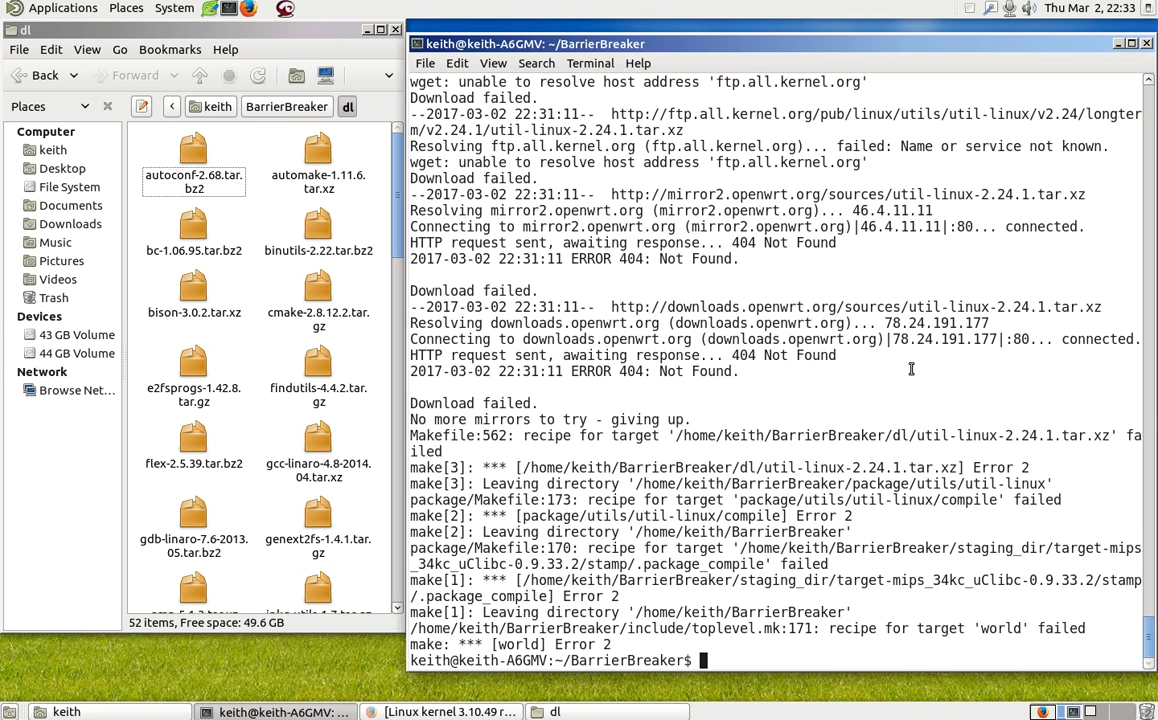 Applications Places System Thu Mar 2, 22:33
dl
File Edit View Go Bookmarks Help
Back Forward
Places keith BarrierBreaker dl
Computer
keith
Desktop
File System
Documents
Downloads
Music
Pictures
Videos
Trash
Devices
43 GB Volume
44 GB Volume
Network
Browse Net...
autoconf-2.68.tar.
bz2
automake-1.11.6.
tar.xz
bc-1.06.95.tar.bz2
binutils-2.22.tar.bz2
bison-3.0.2.tar.xz
cmake-2.8.12.2.tar.
gz
e2fsprogs-1.42.8.
tar.gz
findutils-4.4.2.tar.
gz
flex-2.5.39.tar.bz2
gcc-linaro-4.8-2014.
04.tar.xz
gdb-linaro-7.6-2013.
05.tar.bz2
genext2fs-1.4.1.tar.
gz
52 items, Free space: 49.6 GB
keith@keith-A6GMV: ~/BarrierBreaker
File Edit View Search Terminal Help
wget: unable to resolve host address 'ftp.all.kernel.org'
Download failed.
--2017-03-02 22:31:11--  http://ftp.all.kernel.org/pub/linux/utils/util-linux/v2.24/longter
m/v2.24.1/util-linux-2.24.1.tar.xz
Resolving ftp.all.kernel.org (ftp.all.kernel.org)... failed: Name or service not known.
wget: unable to resolve host address 'ftp.all.kernel.org'
Download failed.
--2017-03-02 22:31:11--  http://mirror2.openwrt.org/sources/util-linux-2.24.1.tar.xz
Resolving mirror2.openwrt.org (mirror2.openwrt.org)... 46.4.11.11
Connecting to mirror2.openwrt.org (mirror2.openwrt.org)|46.4.11.11|:80... connected.
HTTP request sent, awaiting response... 404 Not Found
2017-03-02 22:31:11 ERROR 404: Not Found.
Download failed.
--2017-03-02 22:31:11--  http://downloads.openwrt.org/sources/util-linux-2.24.1.tar.xz
Resolving downloads.openwrt.org (downloads.openwrt.org)... 78.24.191.177
Connecting to downloads.openwrt.org (downloads.openwrt.org)|78.24.191.177|:80... connected.
HTTP request sent, awaiting response... 404 Not Found
2017-03-02 22:31:11 ERROR 404: Not Found.
Download failed.
No more mirrors to try - giving up.
Makefile:562: recipe for target '/home/keith/BarrierBreaker/dl/util-linux-2.24.1.tar.xz' fa
iled
make[3]: *** [/home/keith/BarrierBreaker/dl/util-linux-2.24.1.tar.xz] Error 2
make[3]: Leaving directory '/home/keith/BarrierBreaker/package/utils/util-linux'
package/Makefile:173: recipe for target 'package/utils/util-linux/compile' failed
make[2]: *** [package/utils/util-linux/compile] Error 2
make[2]: Leaving directory '/home/keith/BarrierBreaker'
package/Makefile:170: recipe for target '/home/keith/BarrierBreaker/staging_dir/target-mips
_34kc_uClibc-0.9.33.2/stamp/.package_compile' failed
make[1]: *** [/home/keith/BarrierBreaker/staging_dir/target-mips_34kc_uClibc-0.9.33.2/stamp
/.package_compile] Error 2
make[1]: Leaving directory '/home/keith/BarrierBreaker'
/home/keith/BarrierBreaker/include/toplevel.mk:171: recipe for target 'world' failed
make: *** [world] Error 2
keith@keith-A6GMV:~/BarrierBreaker$
keith keith@keith-A6GMV: ... [Linux kernel 3.10.49 r... dl